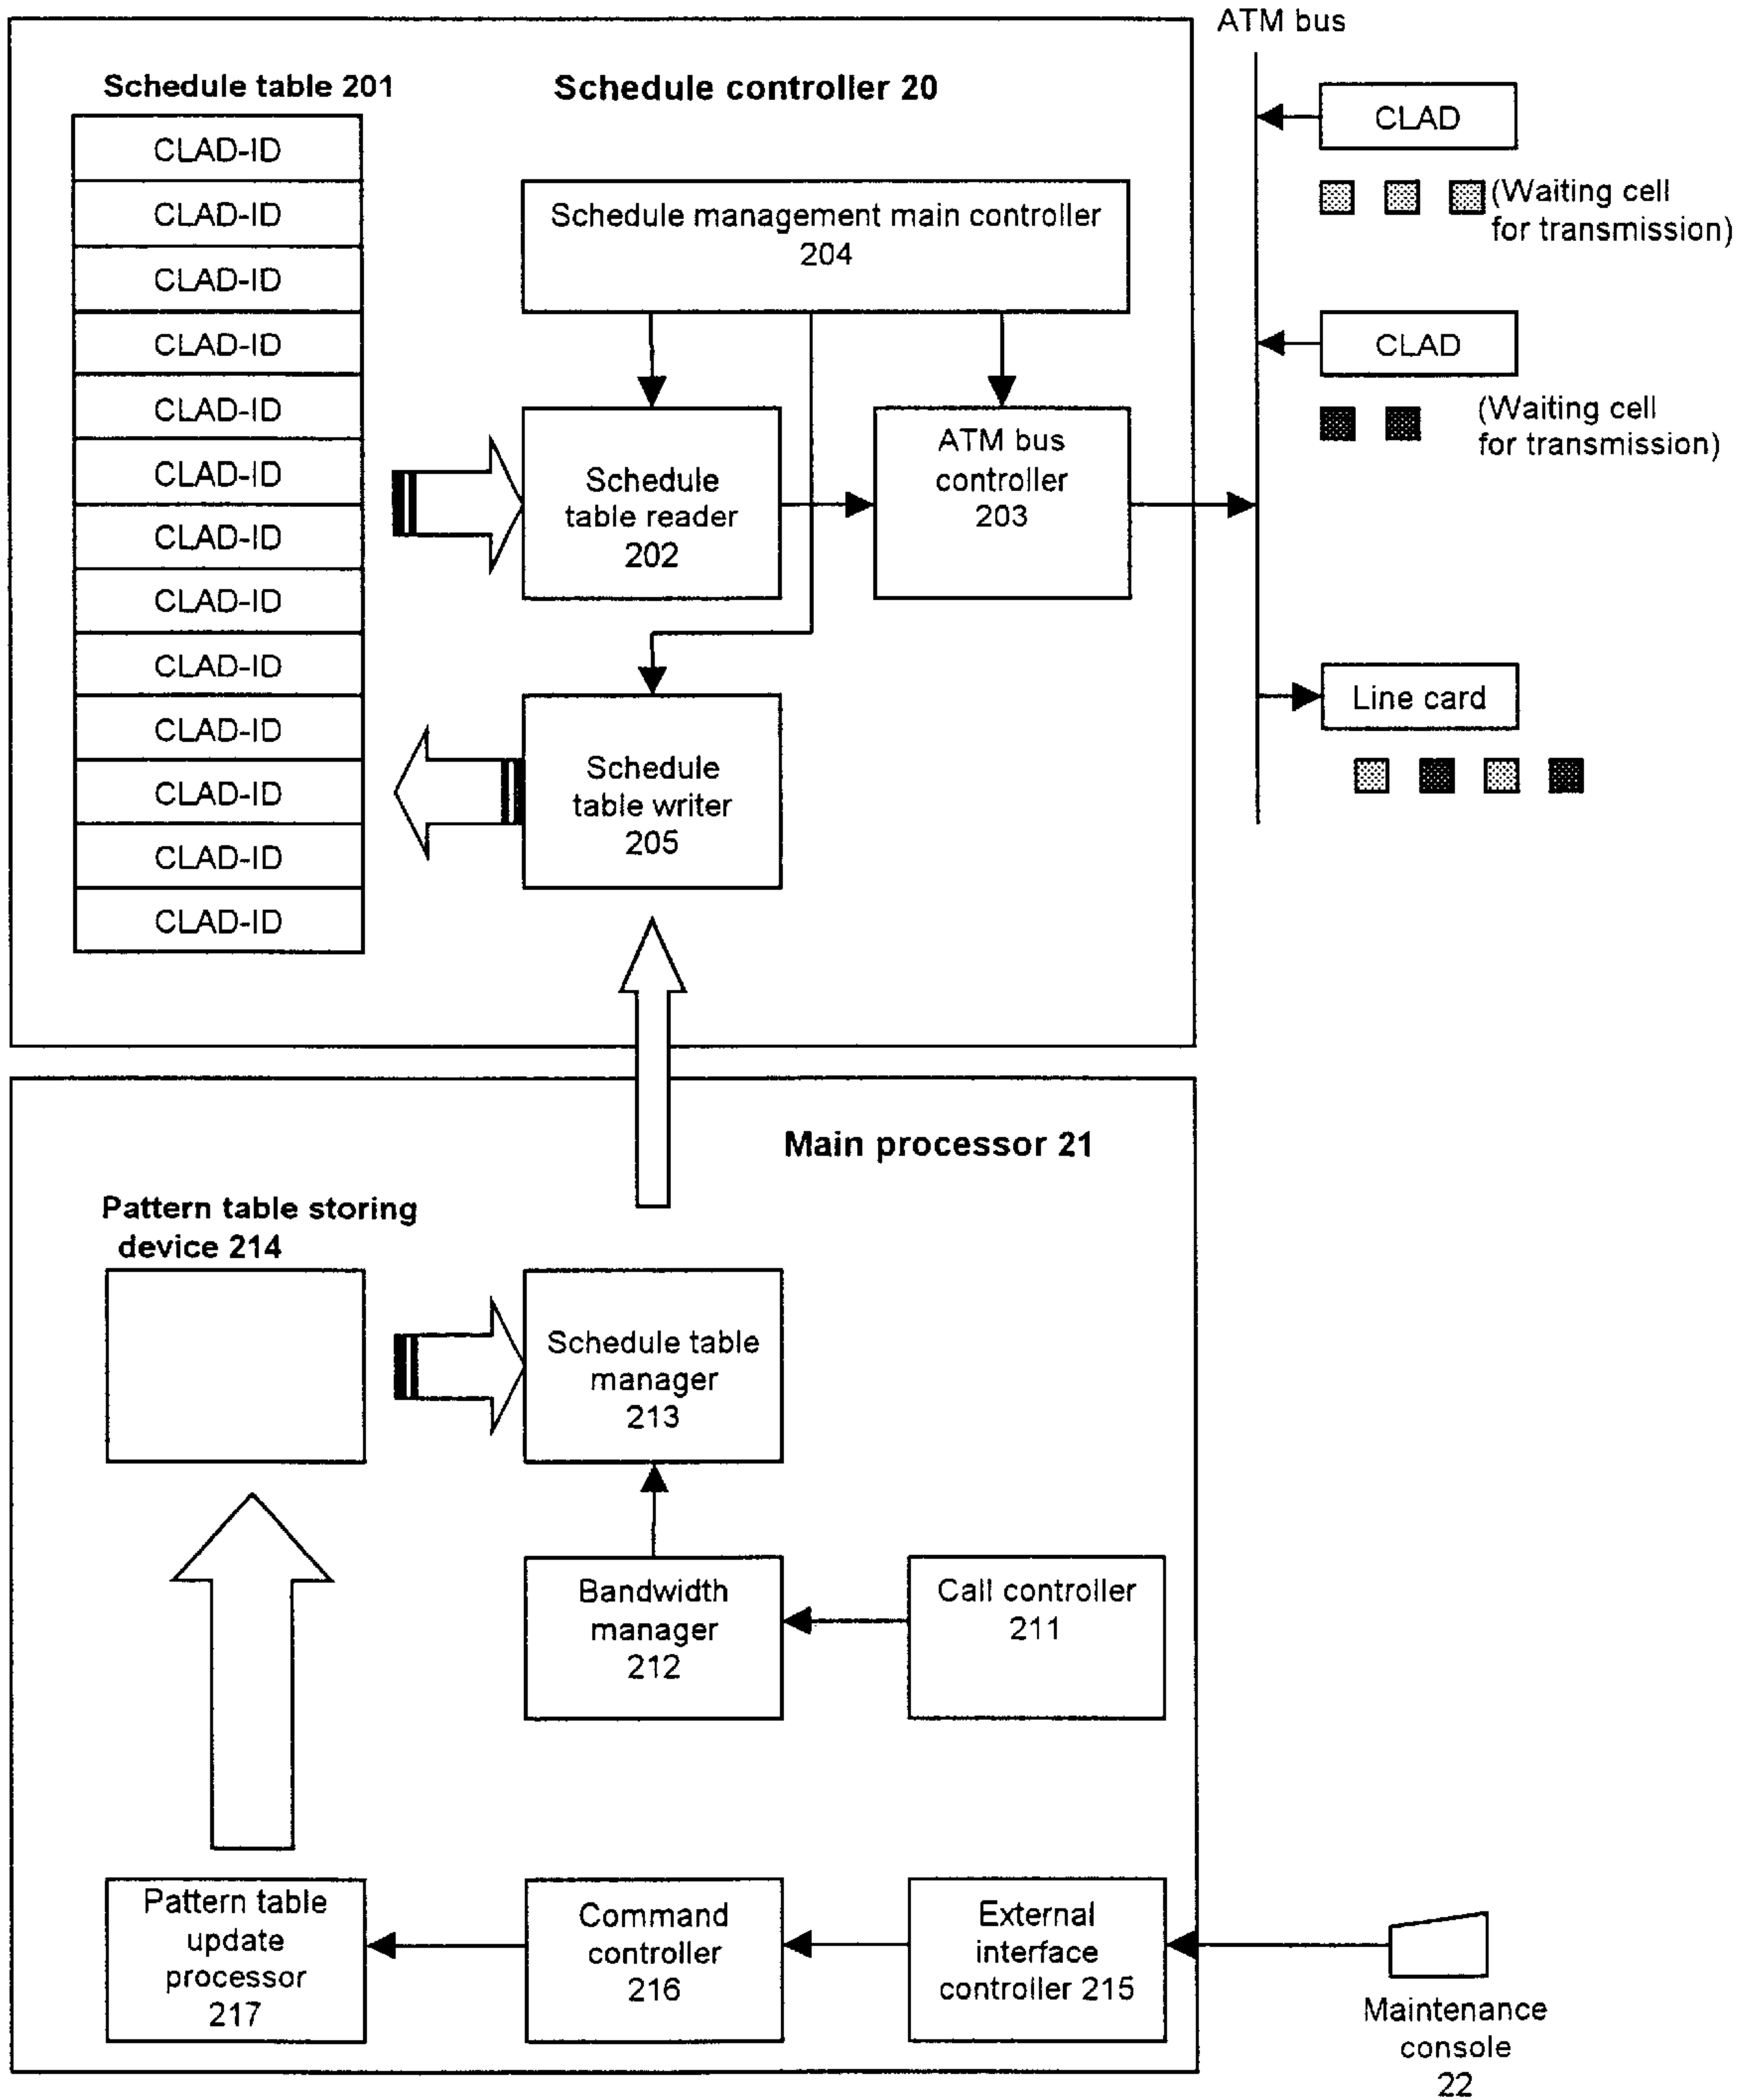 ATM bus
Schedule table 201
Schedule controller 20
CLAD-ID
CLAD-ID
CLAD-ID
CLAD-ID
CLAD-ID
CLAD-ID
CLAD-ID
CLAD-ID
CLAD-ID
CLAD-ID
CLAD-ID
CLAD-ID
CLAD-ID
Schedule management main controller
204
Schedule
table reader
202
ATM bus
controller
203
Schedule
table writer
205
CLAD
(Waiting cell
for transmission)
CLAD
(Waiting cell
for transmission)
Line card
Main processor 21
Pattern table storing
device 214
Schedule table
manager
213
Bandwidth
manager
212
Call controller
211
Pattern table
update
processor
217
Command
controller
216
External
interface
controller 215
Maintenance
console
22